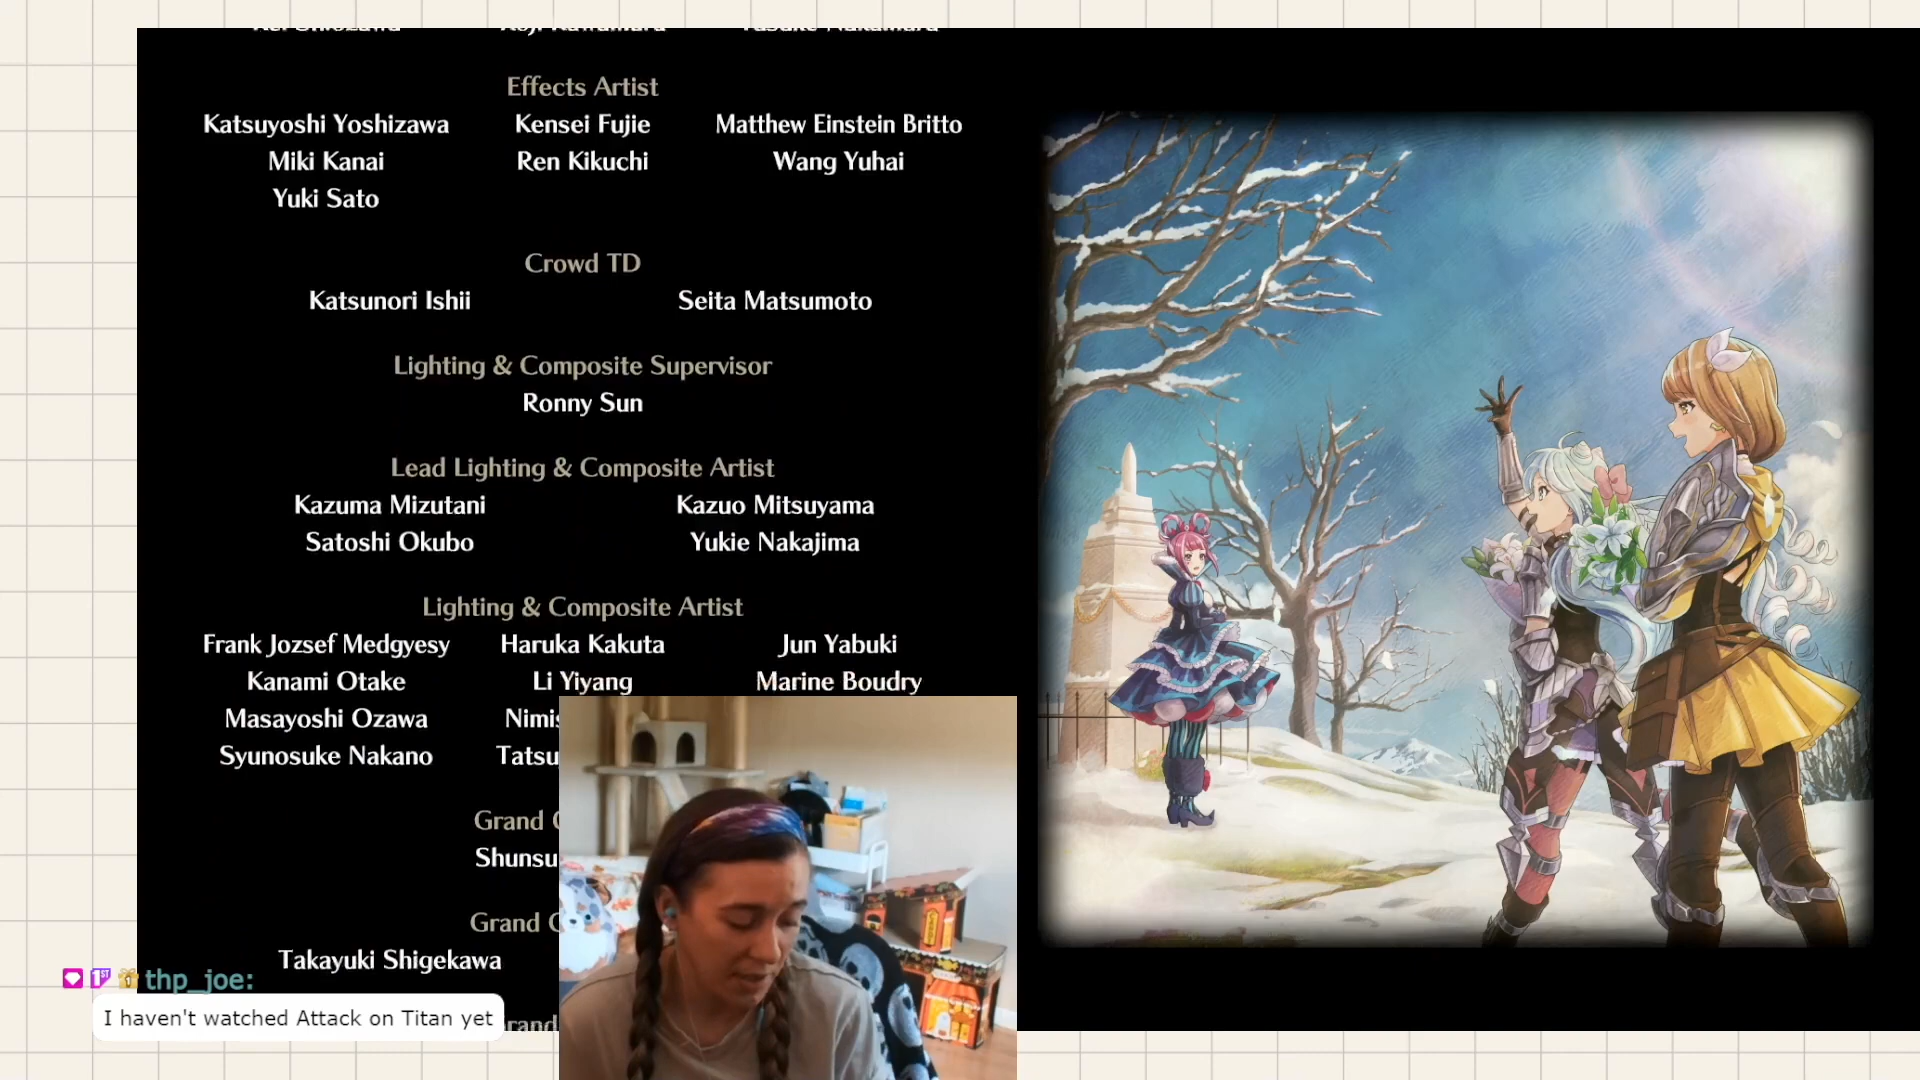 Effects Artist
Katsuyoshi Yoshizawa Kensei Fujie Matthew Einstein Britto
Miki Kanai Ren Kikuchi Wang Yuhai
Yuki Sato
Crowd TD
Katsunori Ishii Seita Matsumoto
Lighting & Composite Supervisor
Ronny Sun
Lead Lighting & Composite Artist
Kazuma Mizutani Kazuo Mitsuyama
Satoshi Okubo Yukie Nakajima
Lighting & Composite Artist
Frank Jozsef Medgyesy Haruka Kakuta Jun Yabuki
Kanami Otake Li Yiyang Marine Boudry
Masayoshi Ozawa
Syunosuke Nakano
Grand
Grand
Takayuki Shigekawa
thp_joe:
I haven't watched Attack on Titan yet